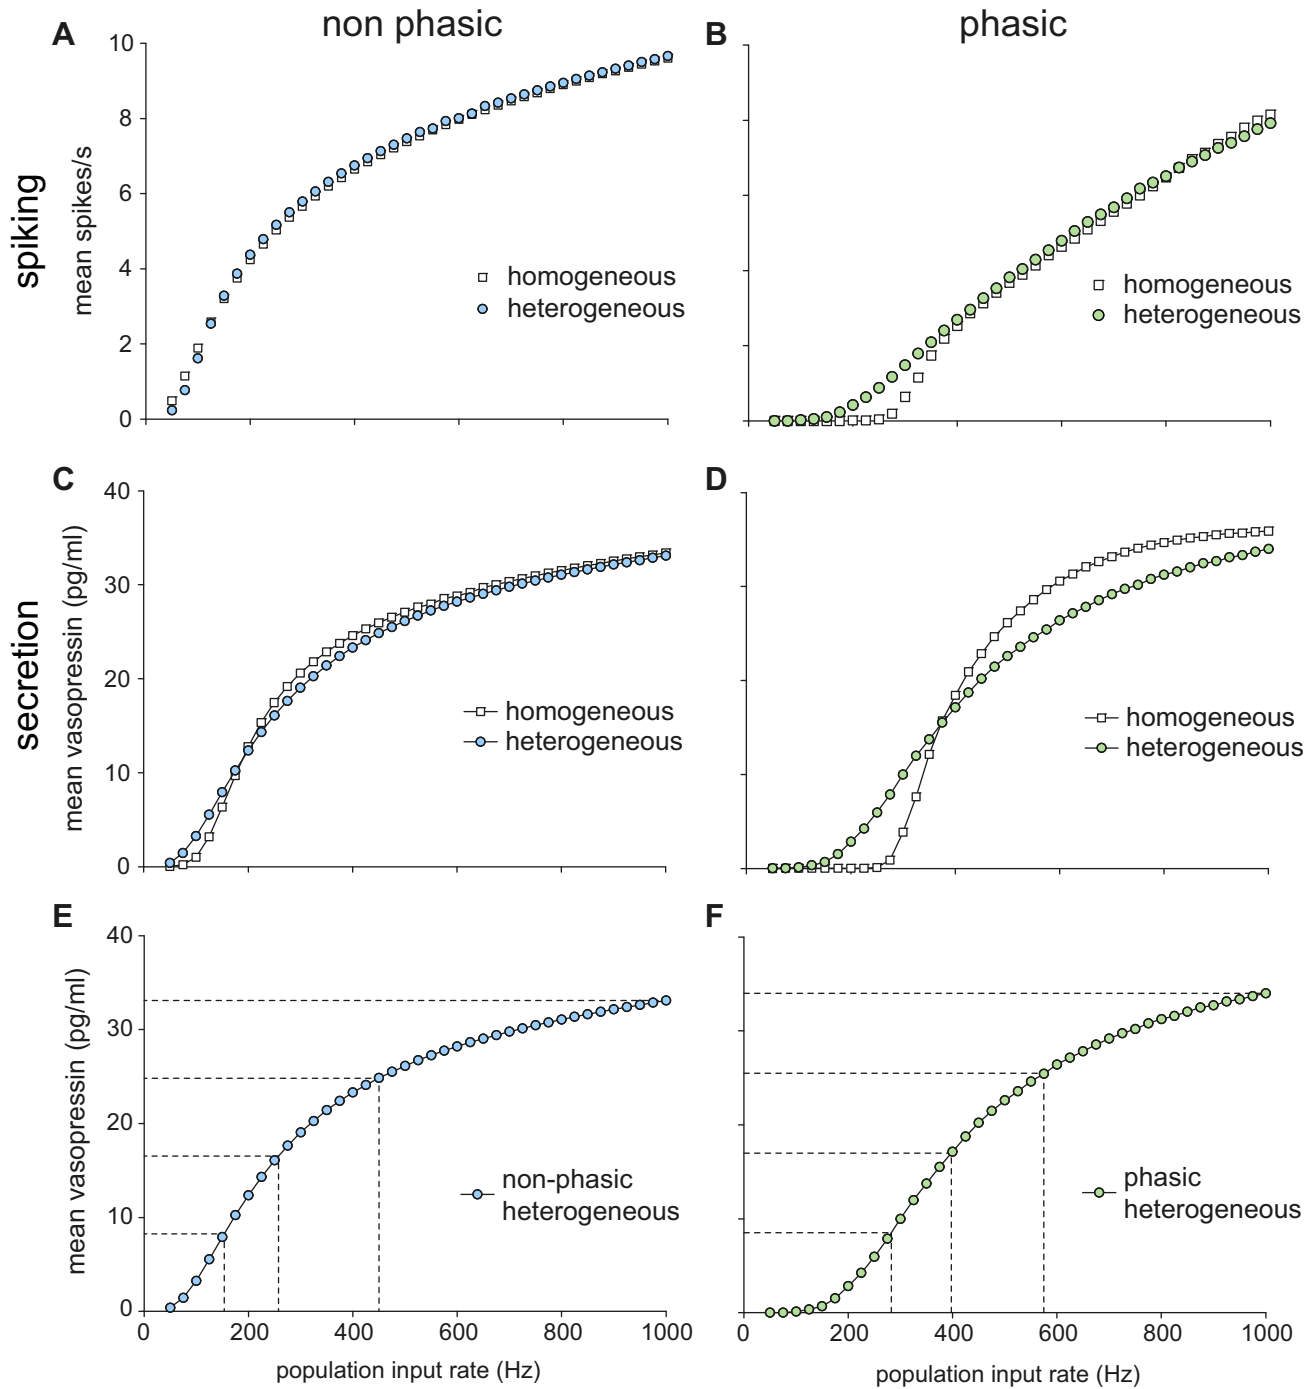 non phasic
phasic
A
B
10
8
6
4
2
0
spiking
mean spikes/s
homogeneous
heterogeneous
homogeneous
heterogeneous
C
D
40
30
20
10
0
secretion
mean vasopressin (pg/ml)
homogeneous
heterogeneous
homogeneous
heterogeneous
E
F
40
30
20
10
0
mean vasopressin (pg/ml)
non-phasic
heterogeneous
phasic
heterogeneous
0 200 400 600 800 1000
0 200 400 600 800 1000
population input rate (Hz)
population input rate (Hz)